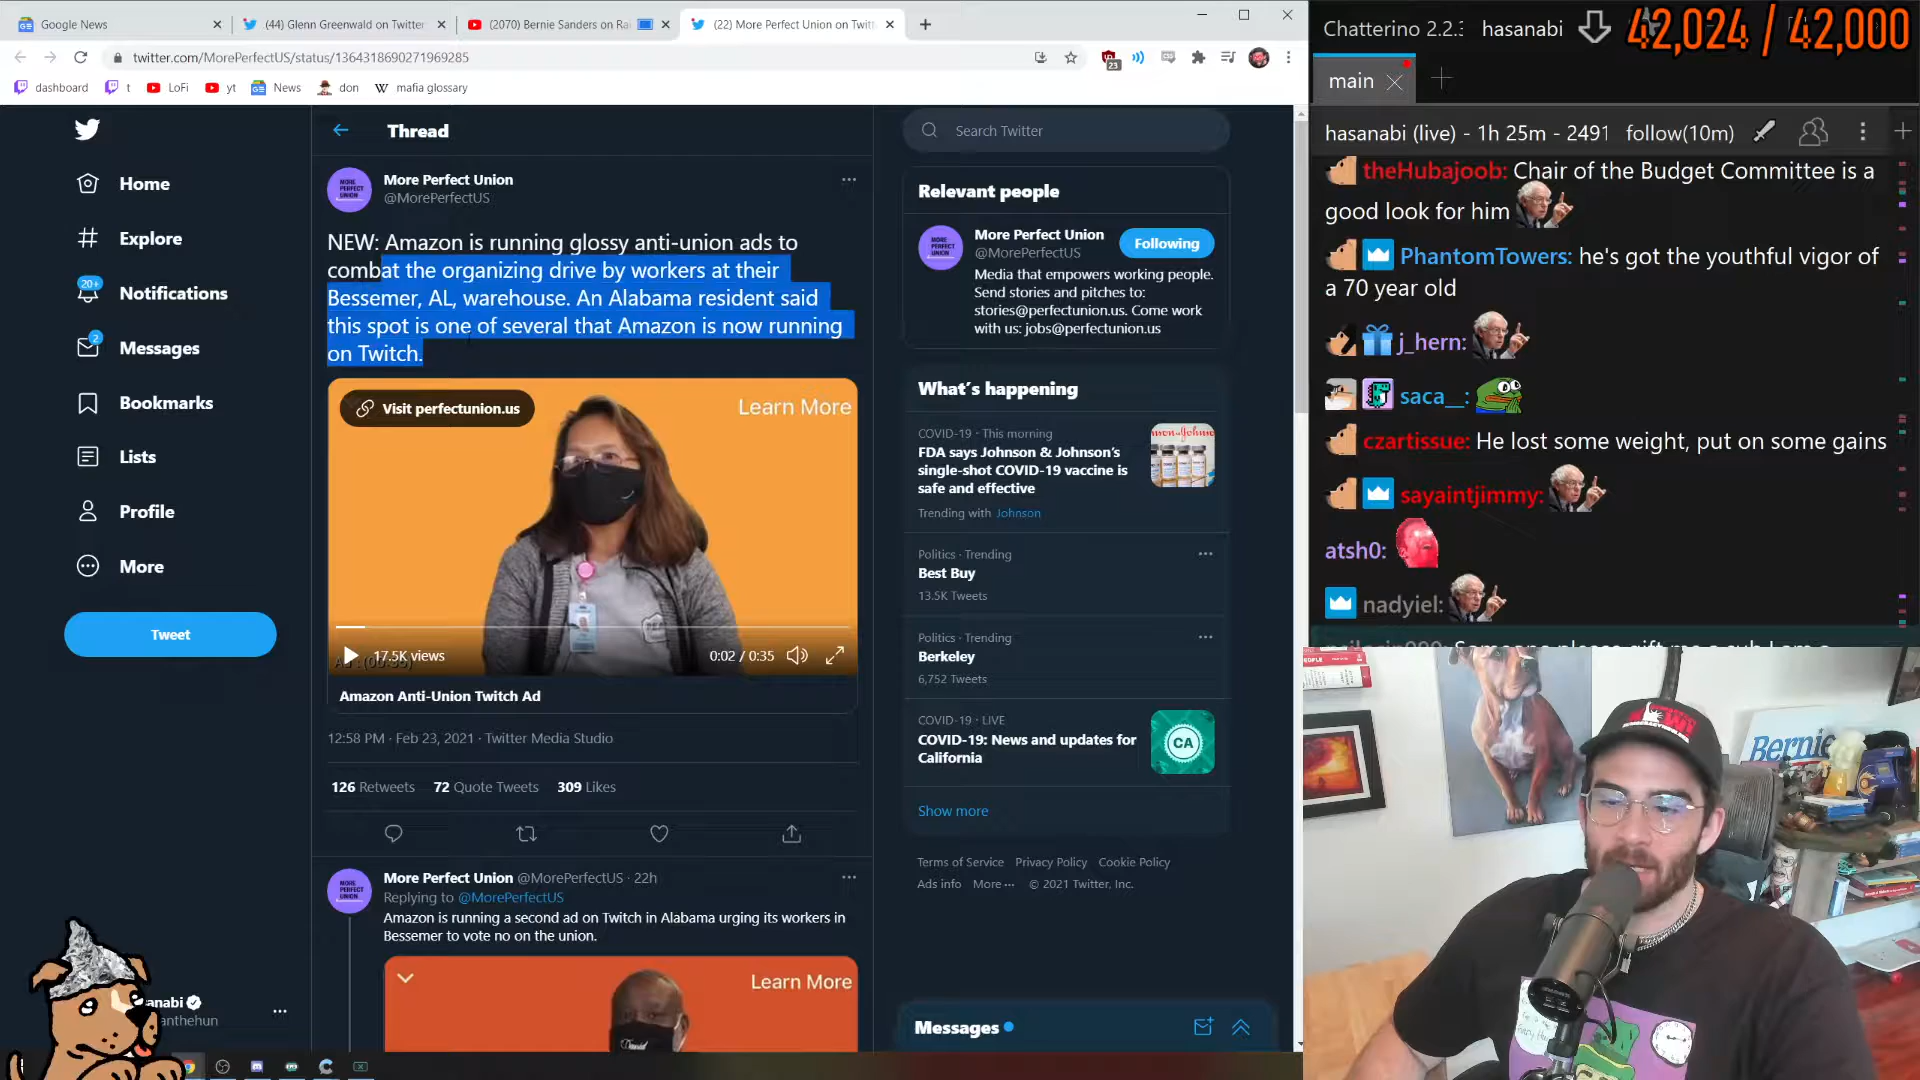 Google News
(44) Glenn Greenwald on Twitter
(2070) Bernie Sanders on Ra
(22) More Perfect Union on Twitt
twitter.com/MorePerfectUS/status/1364318690271969285
23
dashboard
t
LoFi
yt
News
don
mafia glossary
Home
Explore
20+
Notifications
2
Messages
Bookmarks
Lists
Profile
More
Tweet
anabi
anthehun
Thread
More Perfect Union
@MorePerfectUS
NEW: Amazon is running glossy anti-union ads to
combat the organizing drive by workers at their
Bessemer, AL, warehouse. An Alabama resident said
this spot is one of several that Amazon is now running
on Twitch.
Visit perfectunion.us
Learn More
17.5K views
0:02 / 0:35
Amazon Anti-Union Twitch Ad
12:58 PM · Feb 23, 2021 · Twitter Media Studio
126 Retweets 72 Quote Tweets 309 Likes
More Perfect Union @MorePerfectUS · 22h
Replying to @MorePerfectUS
Amazon is running a second ad on Twitch in Alabama urging its workers in
Bessemer to vote no on the union.
Learn More
Search Twitter
Relevant people
MORE
PERFECT
UNION
More Perfect Union
@MorePerfectUS
Following
Media that empowers working people.
Send stories and pitches to:
stories@perfectunion.us. Come work
with us: jobs@perfectunion.us
What's happening
COVID-19 · This morning
FDA says Johnson & Johnson's
single-shot COVID-19 vaccine is
safe and effective
Trending with Johnson
Politics · Trending
Best Buy
13.5K Tweets
Politics · Trending
Berkeley
6,752 Tweets
COVID-19 · LIVE
COVID-19: News and updates for
California
CA
Show more
Terms of Service Privacy Policy Cookie Policy
Ads info More ··· © 2021 Twitter, Inc.
Messages
Chatterino 2.2.3
hasanabi
42,024 / 42,000
main
hasanabi (live) - 1h 25m - 2491
follow(10m)
theHubajoob: Chair of the Budget Committee is a
good look for him
PhantomTowers: he's got the youthful vigor of
a 70 year old
j_hern:
saca__:
czartissue: He lost some weight, put on some gains
sayaintjimmy:
atsh0:
nadyiel:
Bernie